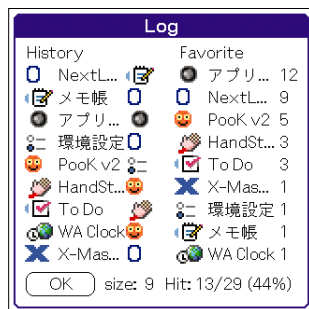 Log
History Favorite
NextL... アプリ... 12
メモ帳 NextL... 9
アプリ... PooK v2 5
環境設定 HandSt... 3
PooK v2 To Do 3
HandSt... X-Mas... 1
To Do 環境設定 1
WA Clock メモ帳 1
X-Mas... WA Clock 1
OK size: 9 Hit: 13/29 (44%)